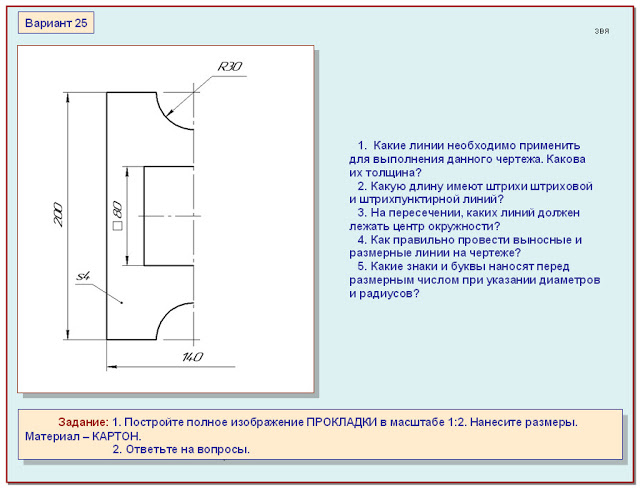 Вариант 25
ЗВЯ
R30
200
□80
s4
140
1. Какие линии необходимо применить
для выполнения данного чертежа. Какова
их толщина?
2. Какую длину имеют штрихи штриховой
и штрихпунктирной линий?
3. На пересечении, каких линий должен
лежать центр окружности?
4. Как правильно провести выносные и
размерные линии на чертеже?
5. Какие знаки и буквы наносят перед
размерным числом при указании диаметров
и радиусов?
Задание: 1. Постройте полное изображение ПРОКЛАДКИ в масштабе 1:2. Нанесите размеры.
Материал – КАРТОН.
2. Ответьте на вопросы.